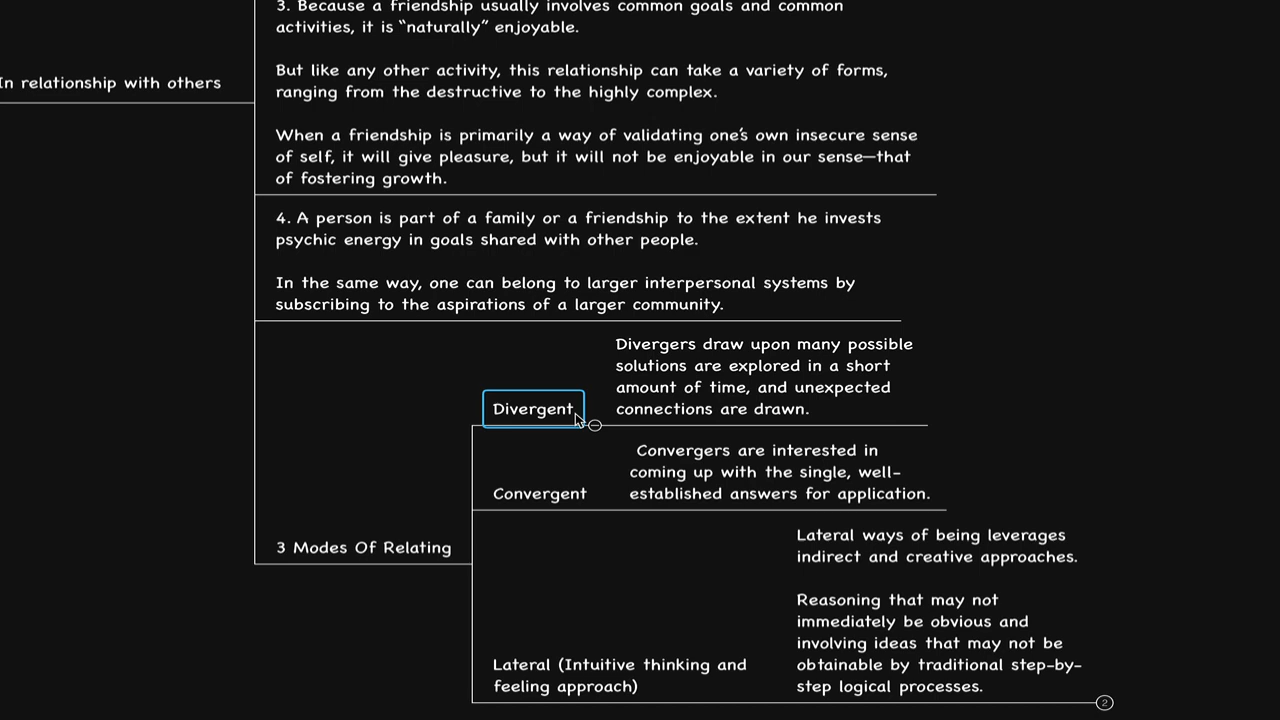 3. Because a friendship usually involves common goals and common
activities, it is “naturally” enjoyable.
But like any other activity, this relationship can take a variety of forms,
ranging from the destructive to the highly complex.
In relationship with others
When a friendship is primarily a way of validating one’s own insecure sense
of self, it will give pleasure, but it will not be enjoyable in our sense—that
of fostering growth.
4. A person is part of a family or a friendship to the extent he invests
psychic energy in goals shared with other people.
In the same way, one can belong to larger interpersonal systems by
subscribing to the aspirations of a larger community.
3 Modes Of Relating
Divergent
Divergers draw upon many possible
solutions are explored in a short
amount of time, and unexpected
connections are drawn.
Convergent
Convergers are interested in
coming up with the single, well-
established answers for application.
Lateral (Intuitive thinking and
feeling approach)
Lateral ways of being leverages
indirect and creative approaches.
Reasoning that may not
immediately be obvious and
involving ideas that may not be
obtainable by traditional step-by-
step logical processes.
2